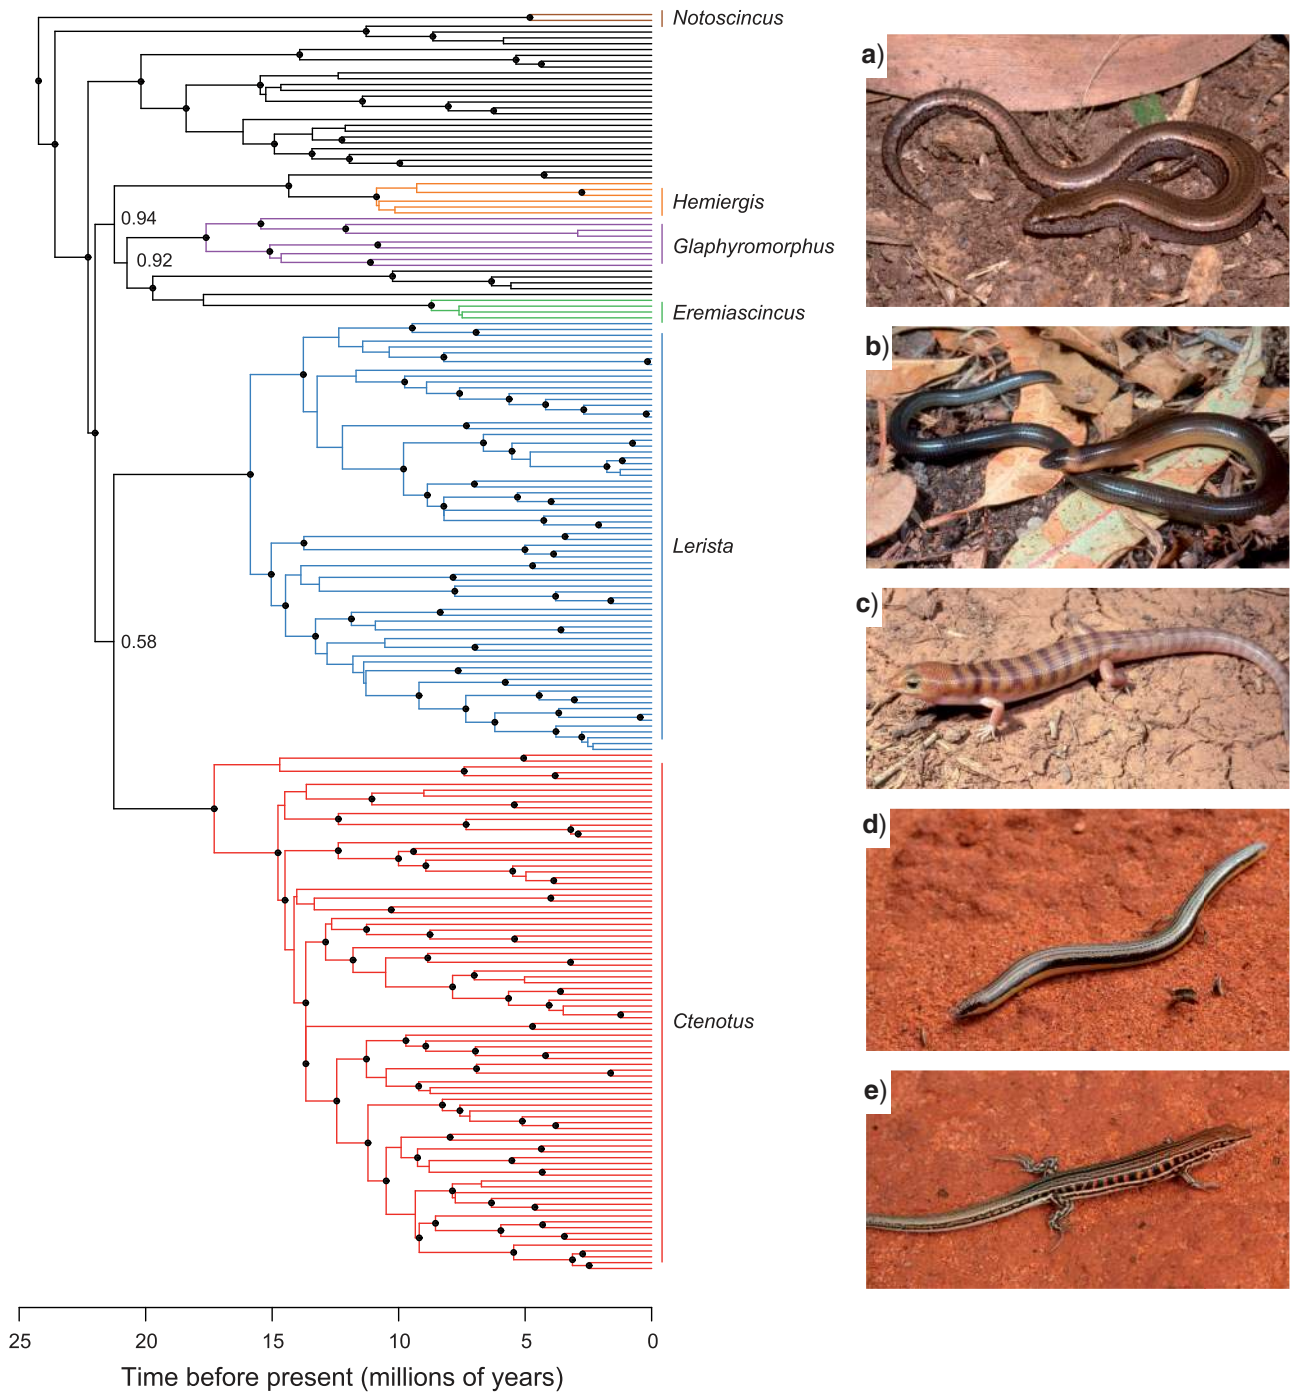 Notoscincus
Hemiergis
0.94
Glaphyromorphus
0.92
Eremiascincus
Lerista
0.58
Ctenotus
25 20 15 10 5 0
Time before present (millions of years)
a)
b)
c)
d)
e)